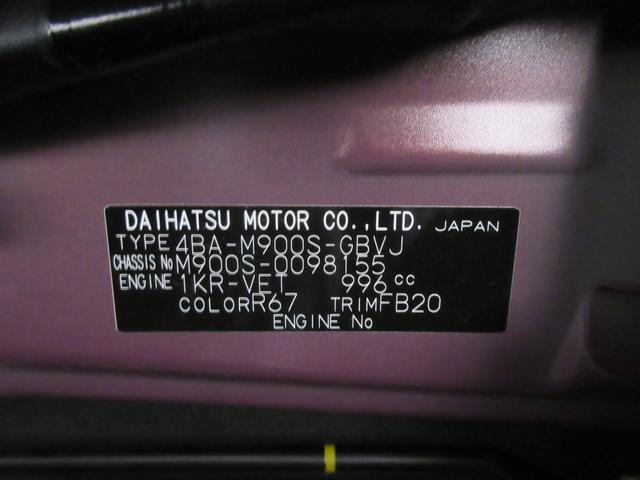 DAIHATSU MOTOR CO.,LTD. JAPAN
TYPE 4BA-M900S-GBVJ
CHASSIS No M900S-0098155
ENGINE 1KR-VET 996 cc
COLOR R67 TRIM FB20
ENGINE No